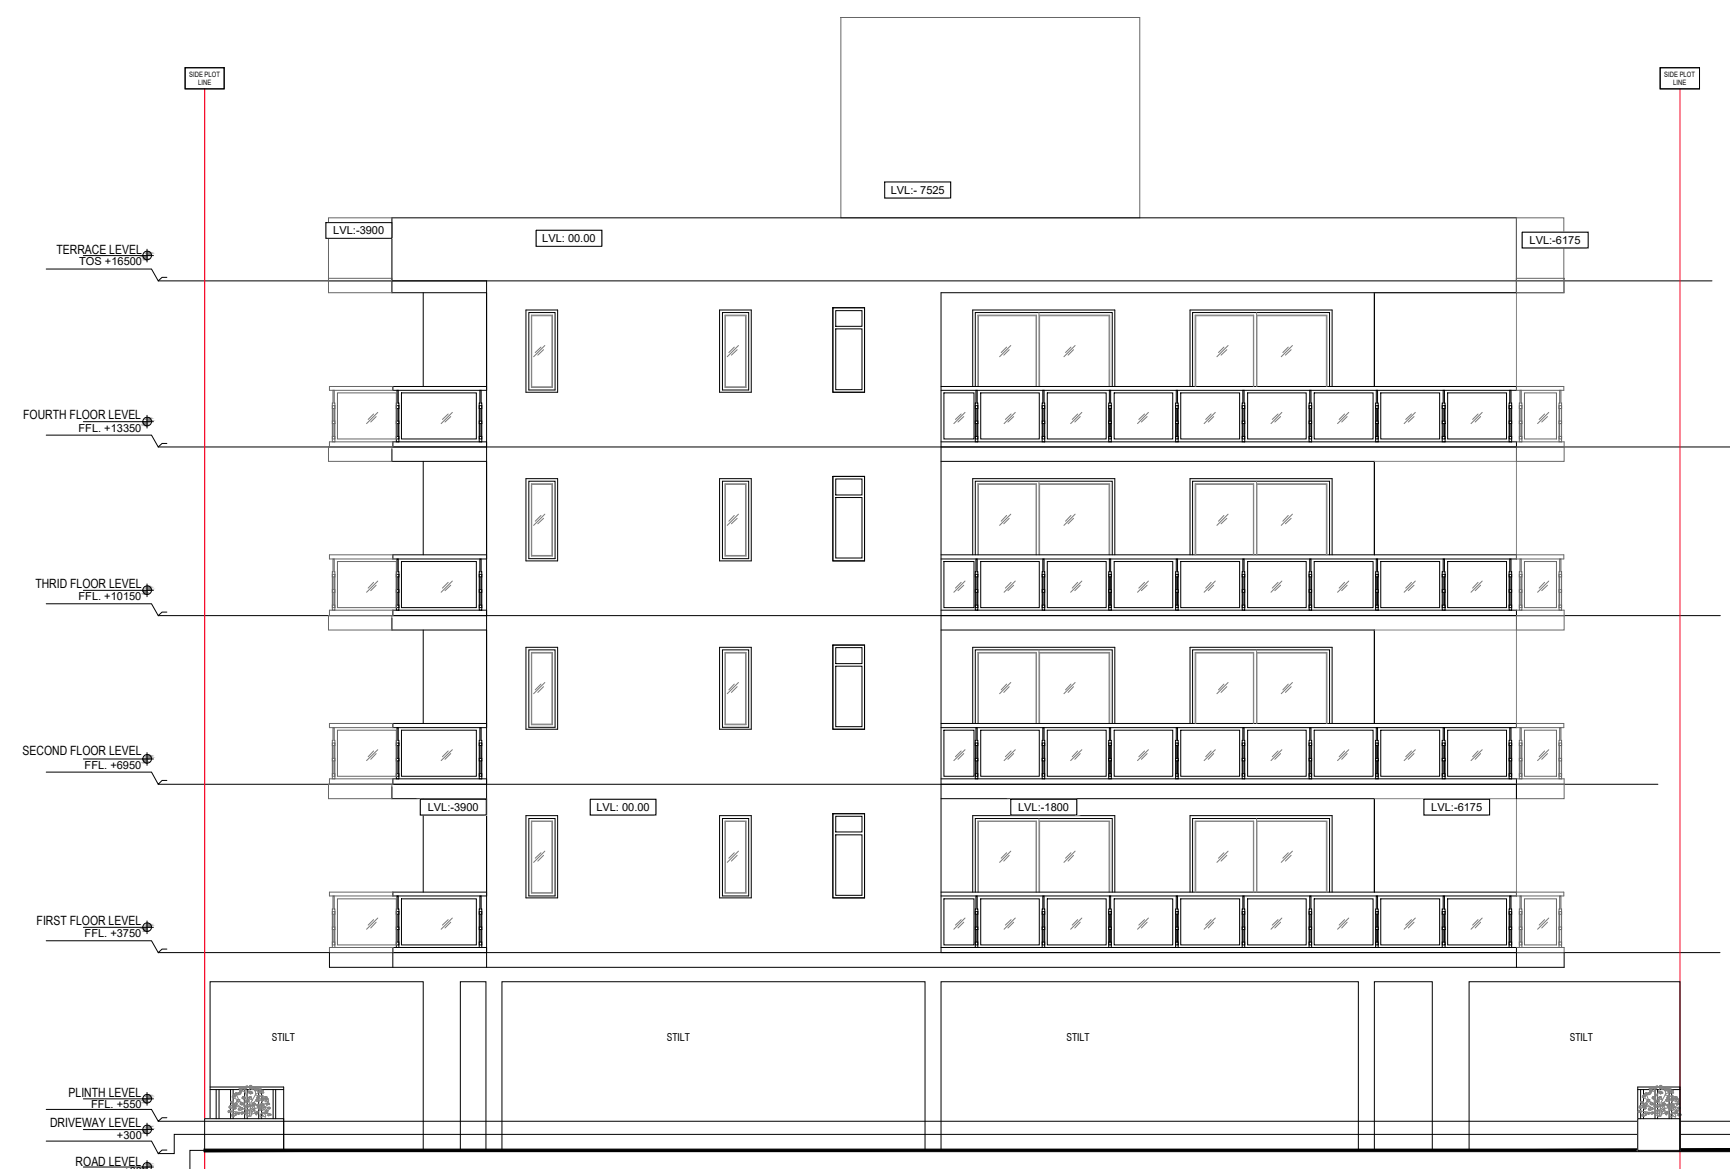 SIDE PLOT
LINE
SIDE PLOT
LINE
LVL:- 7525
LVL:-3900
LVL: 00.00
LVL:-6175
TERRACE LEVEL
TOS +16500
FOURTH FLOOR LEVEL
FFL. +13350
THRID FLOOR LEVEL
FFL. +10150
SECOND FLOOR LEVEL
FFL. +6950
LVL:-3900
LVL: 00.00
LVL:-1800
LVL:-6175
FIRST FLOOR LEVEL
FFL. +3750
STILT
STILT
STILT
STILT
PLINTH LEVEL
FFL. +550
DRIVEWAY LEVEL
+300
ROAD LEVEL